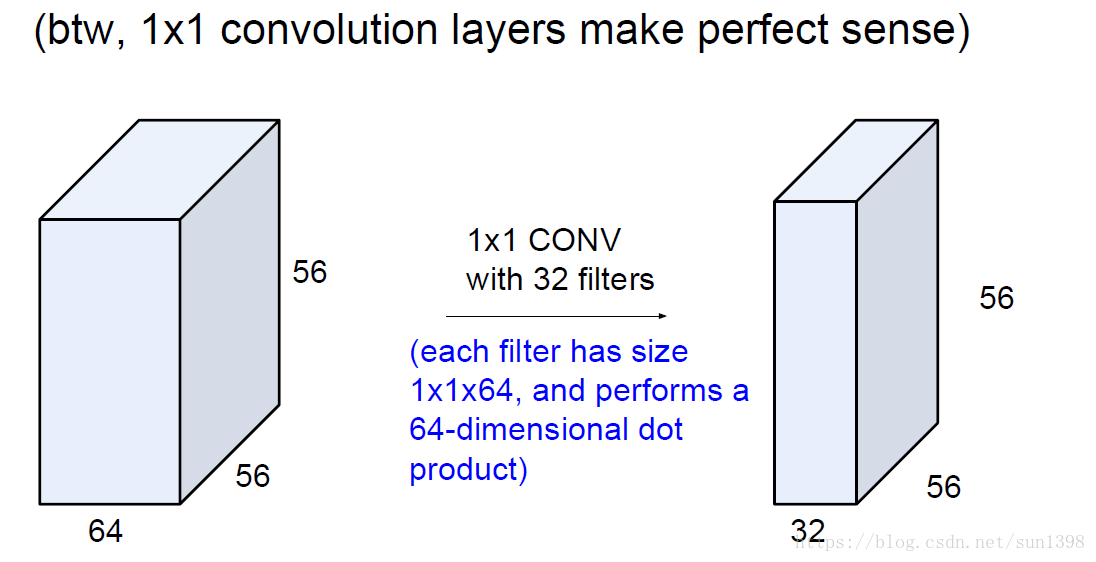 (btw, 1x1 convolution layers make perfect sense)
56
56
64
1x1 CONV
with 32 filters
(each filter has size
1x1x64, and performs a
64-dimensional dot
product)
56
56
32
https://blog.csdn.net/sun1398